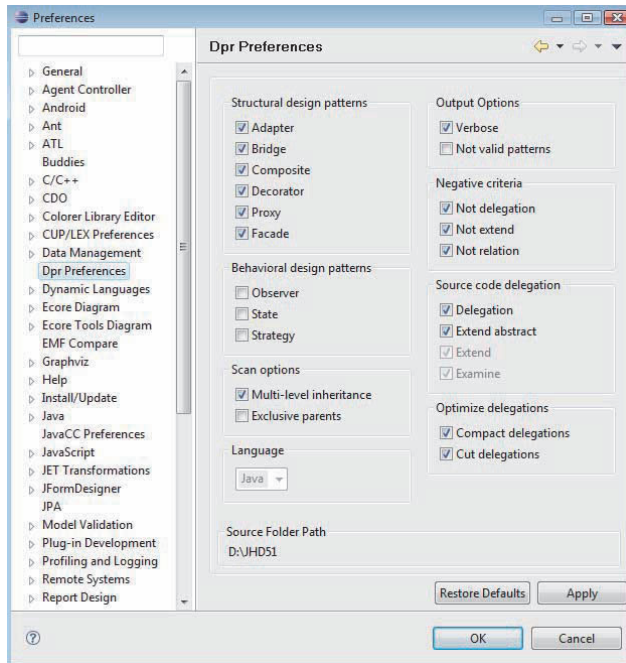 Preferences
Dpr Preferences
General
Agent Controller
Android
Ant
ATL
Buddies
C/C++
CDO
Colorer Library Editor
CUP/LEX Preferences
Data Management
Dpr Preferences
Dynamic Languages
Ecore Diagram
Ecore Tools Diagram
EMF Compare
Graphviz
Help
Install/Update
Java
JavaCC Preferences
JavaScript
JET Transformations
JFormDesigner
JPA
Model Validation
Plug-in Development
Profiling and Logging
Remote Systems
Report Design
Structural design patterns
Adapter
Bridge
Composite
Decorator
Proxy
Facade
Behavioral design patterns
Observer
State
Strategy
Scan options
Multi-level inheritance
Exclusive parents
Language
Java
Output Options
Verbose
Not valid patterns
Negative criteria
Not delegation
Not extend
Not relation
Source code delegation
Delegation
Extend abstract
Extend
Examine
Optimize delegations
Compact delegations
Cut delegations
Source Folder Path
D:\JHD51
Restore Defaults
Apply
OK
Cancel